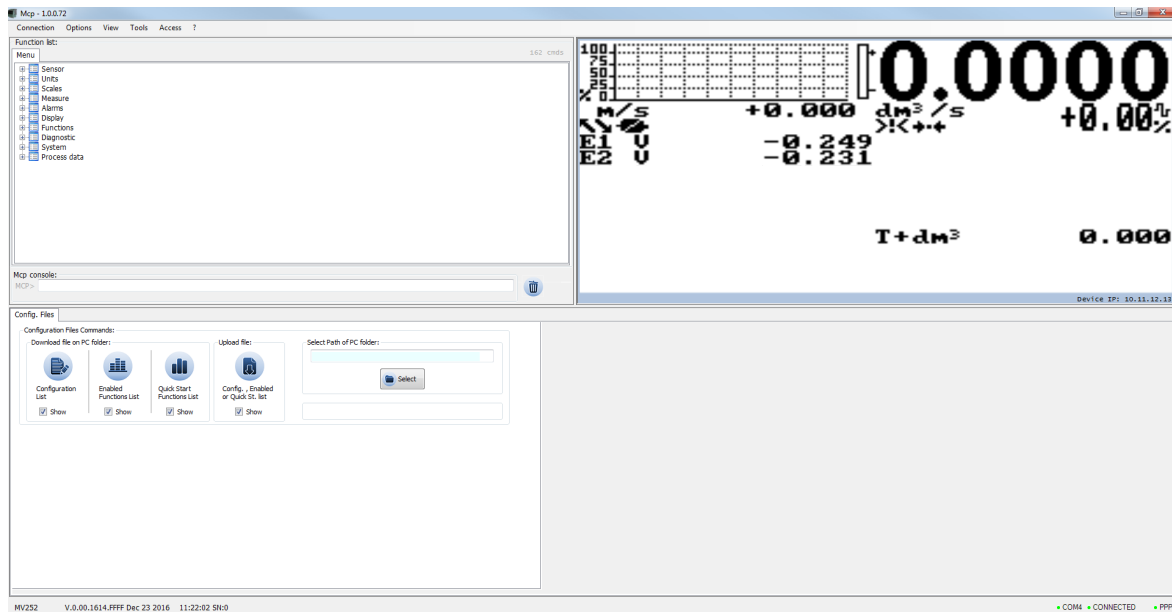 Mcp - 1.0.0.72
Connection Options View Tools Access ?
Function list:
Menu
162 cmds
Sensor
Units
Scales
Measure
Alarms
Display
Functions
Diagnostic
System
Process data
Mcp console:
MCP>
100
75
50
25
% 0
0.0000
m/s +0.000 dm³/s +0.00%
>!<
E1 V -0.249
E2 V -0.231
T+dm³ 0.000
Device IP: 10.11.12.13
Config. Files
Configuration Files Commands:
Download file on PC folder:
Configuration
List
Show
Enabled
Functions List
Show
Quick Start
Functions List
Show
Upload file:
Config. , Enabled
or Quick St. list
Show
Select Path of PC folder:
Select
MV252 V.0.00.1614.FFFF Dec 23 2016 11:22:02 SN:0
COM4 CONNECTED PPP